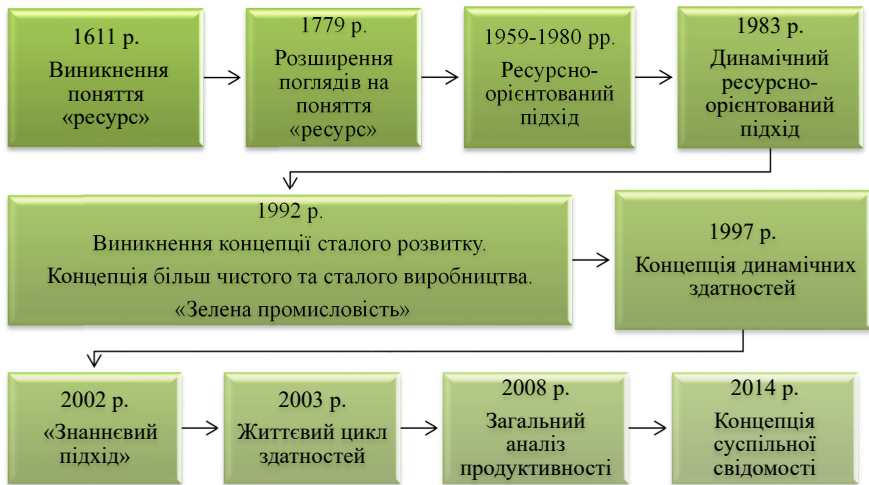 1611 р.
Виникнення
поняття
«ресурс»
1779 р.
Розширення
поглядів на
поняття
«ресурс»
1959-1980 рр.
Ресурсно-
орієнтований
підхід
1983 р.
Динамічний
ресурсно-
орієнтований
підхід
1992 р.
Виникнення концепції сталого розвитку.
Концепція більш чистого та сталого виробництва.
«Зелена промисловість»
1997 р.
Концепція динамічних
здатностей
2002 р.
«Знаннєвий
підхід»
2003 р.
Життєвий цикл
здатностей
2008 р.
Загальний
аналіз
продуктивності
2014 р.
Концепція
суспільної
свідомості